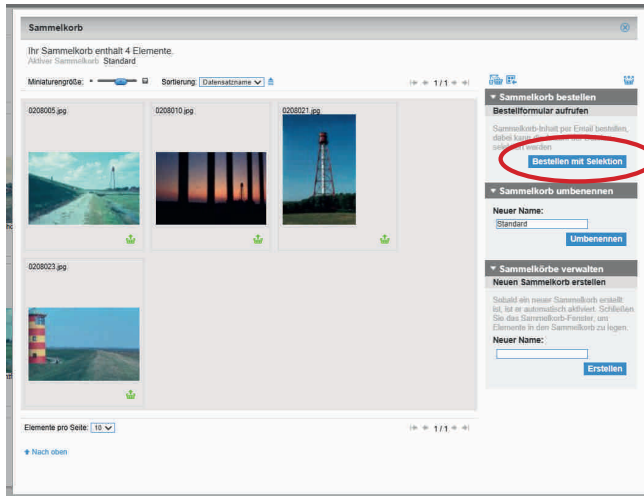 Sammelkorb
Ihr Sammelkorb enthält 4 Elemente.
Aktiver Sammelkorb: Standard
Miniaturengröße:
Sortierung: Datensatzname
1 / 1
0208005.jpg
0208010.jpg
0208021.jpg
0208023.jpg
Elemente pro Seite: 10
1 / 1
Nach oben
Sammelkorb bestellen
Bestellformular aufrufen
Sammelkorb-Inhalt per Email bestellen,
dabei kann
werden
Bestellen mit Selektion
Sammelkorb umbenennen
Neuer Name:
Standard
Umbenennen
Sammelkörbe verwalten
Neuen Sammelkorb erstellen
Sobald ein neuer Sammelkorb erstellt
ist, ist er automatisch aktiviert. Schließen
Sie das Sammelkorb-Fenster, um
Elemente in den Sammelkorb zu legen.
Neuer Name:
Erstellen